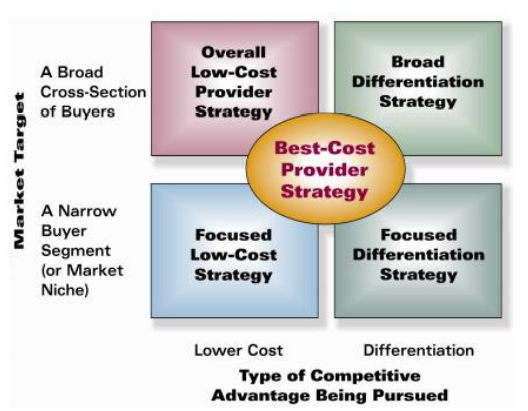 Market Target
A Broad
Cross-Section
of Buyers
Overall
Low-Cost
Provider
Strategy
Broad
Differentiation
Strategy
Best-Cost
Provider
Strategy
A Narrow
Buyer
Segment
(or Market
Niche)
Focused
Low-Cost
Strategy
Focused
Differentiation
Strategy
Lower Cost
Differentiation
Type of Competitive
Advantage Being Pursued